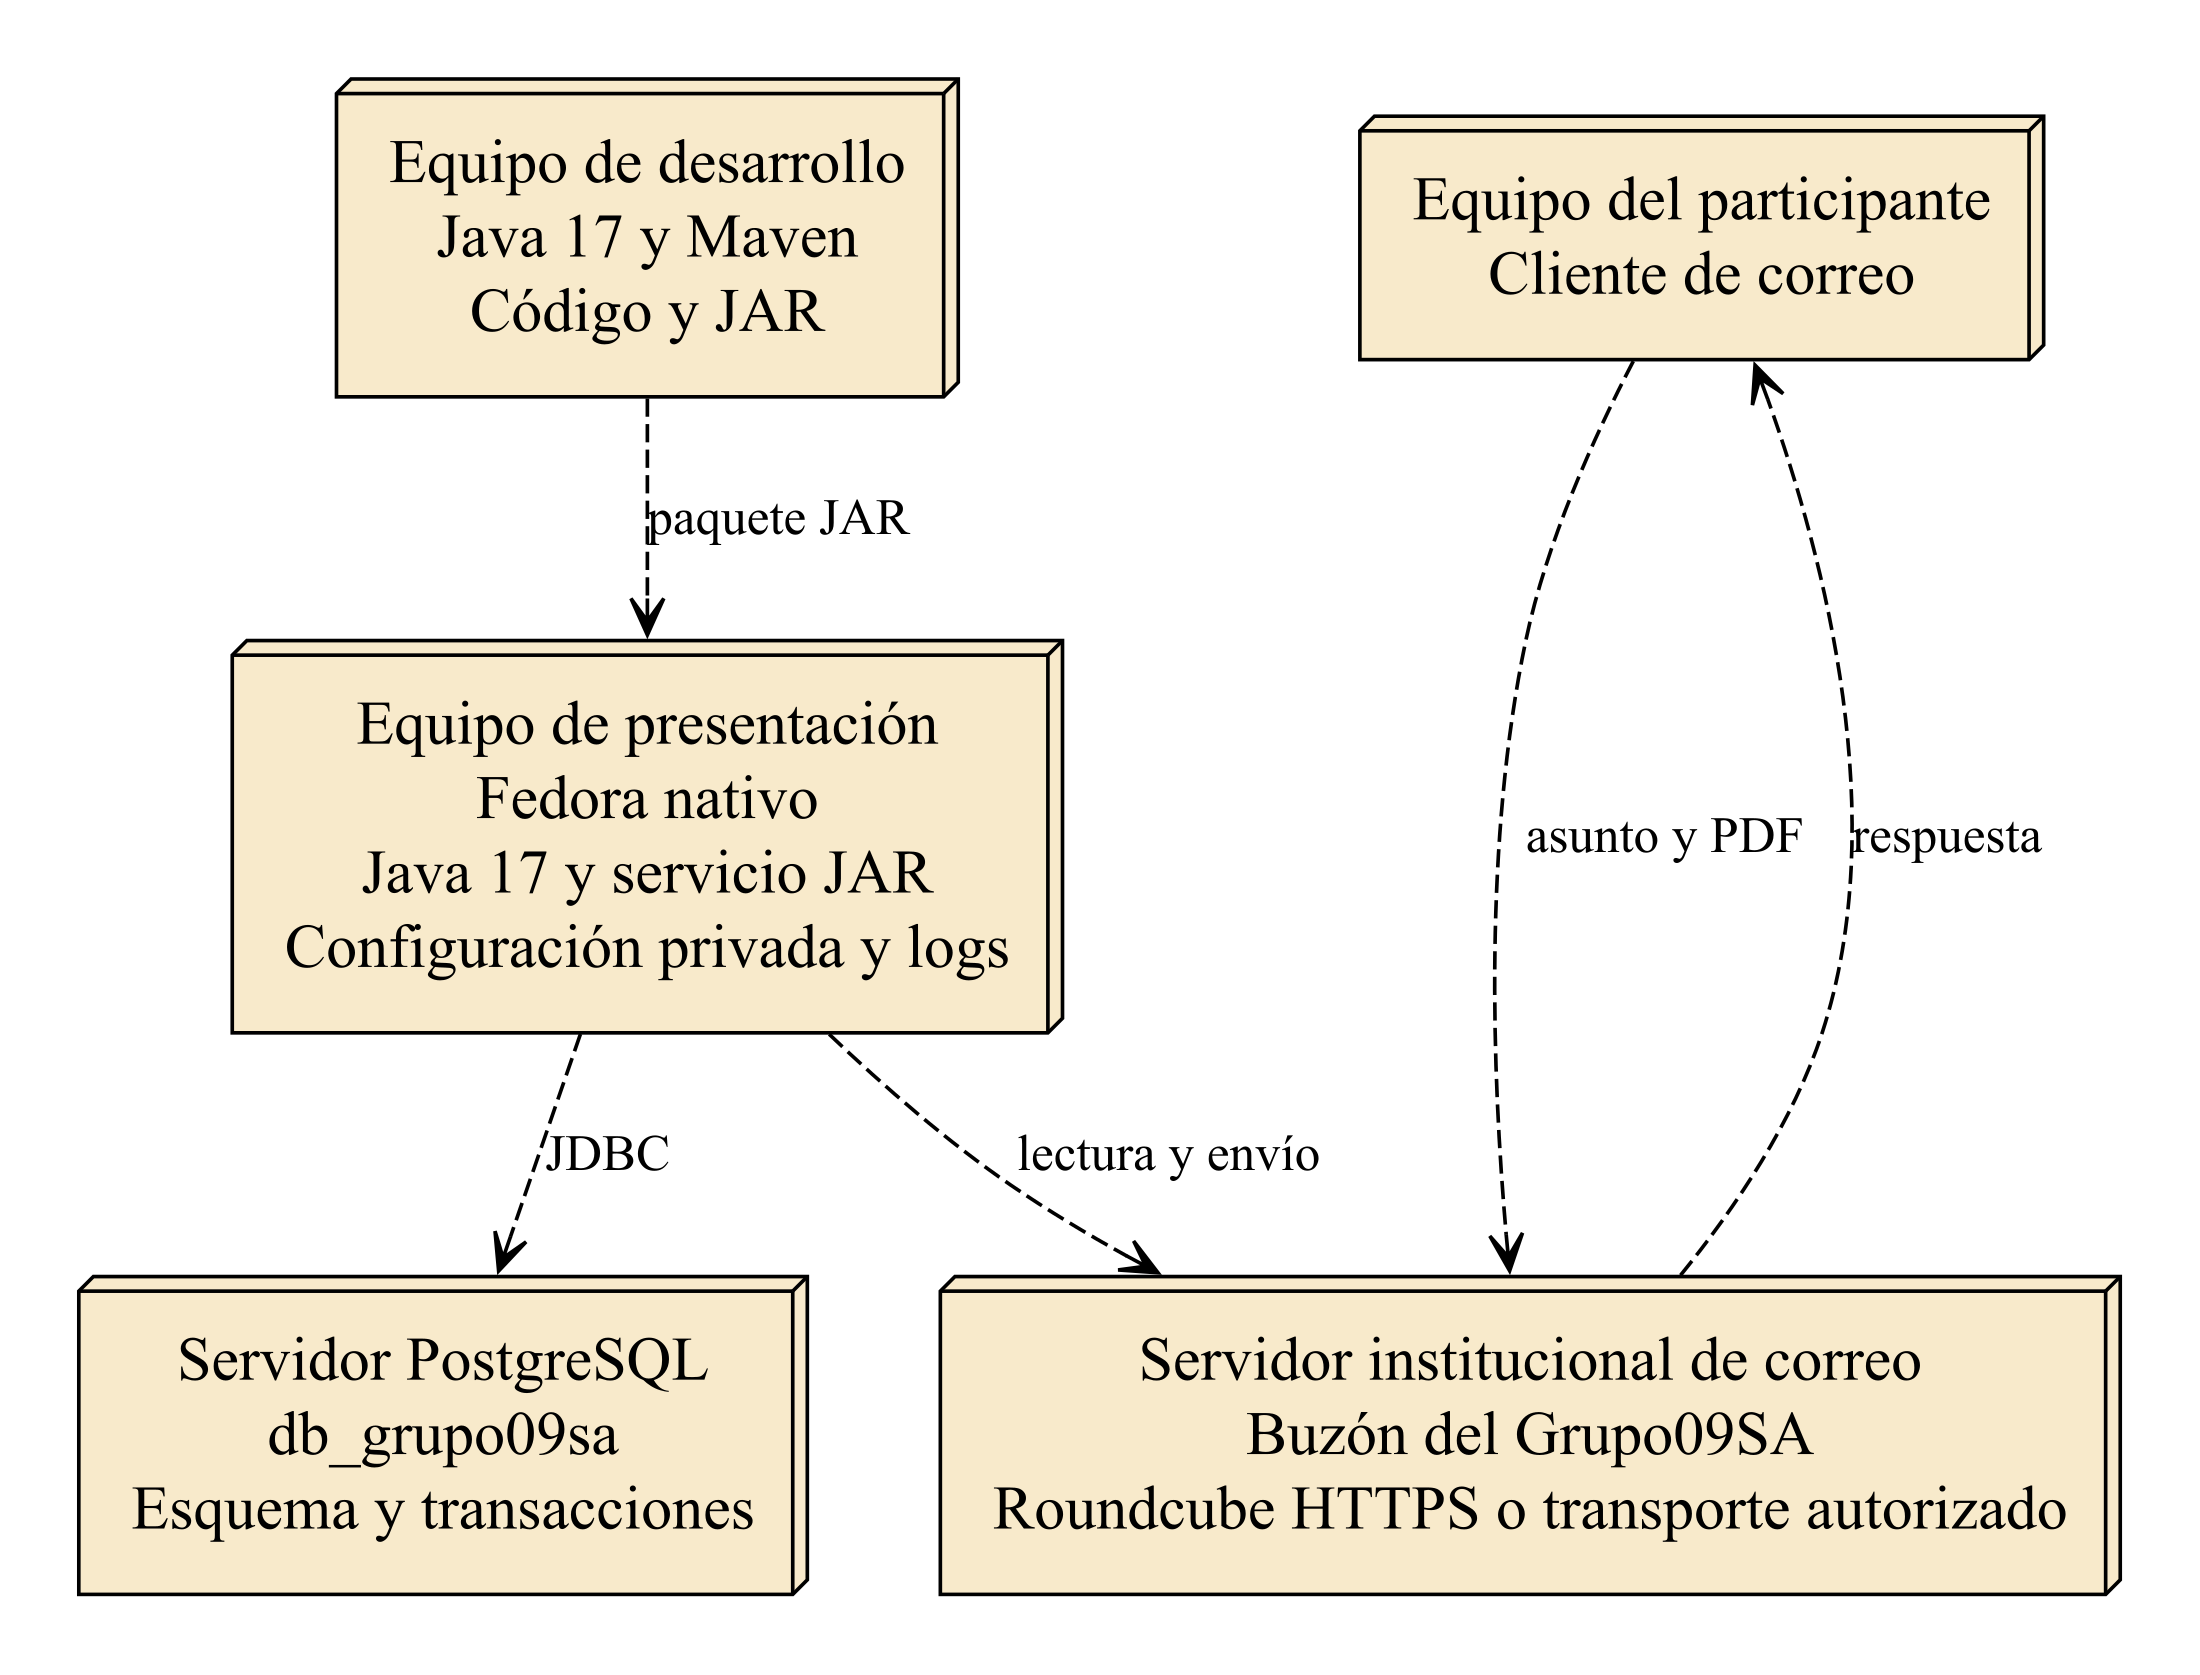 Equipo de desarrollo
Java 17 y Maven
Código y JAR
Equipo del participante
Cliente de correo
paquete JAR
Equipo de presentación
Fedora nativo
Java 17 y servicio JAR
Configuración privada y logs
asunto y PDF
respuesta
JDBC
lectura y envío
Servidor PostgreSQL
db_grupo09sa
Esquema y transacciones
Servidor institucional de correo
Buzón del Grupo09SA
Roundcube HTTPS o transporte autorizado